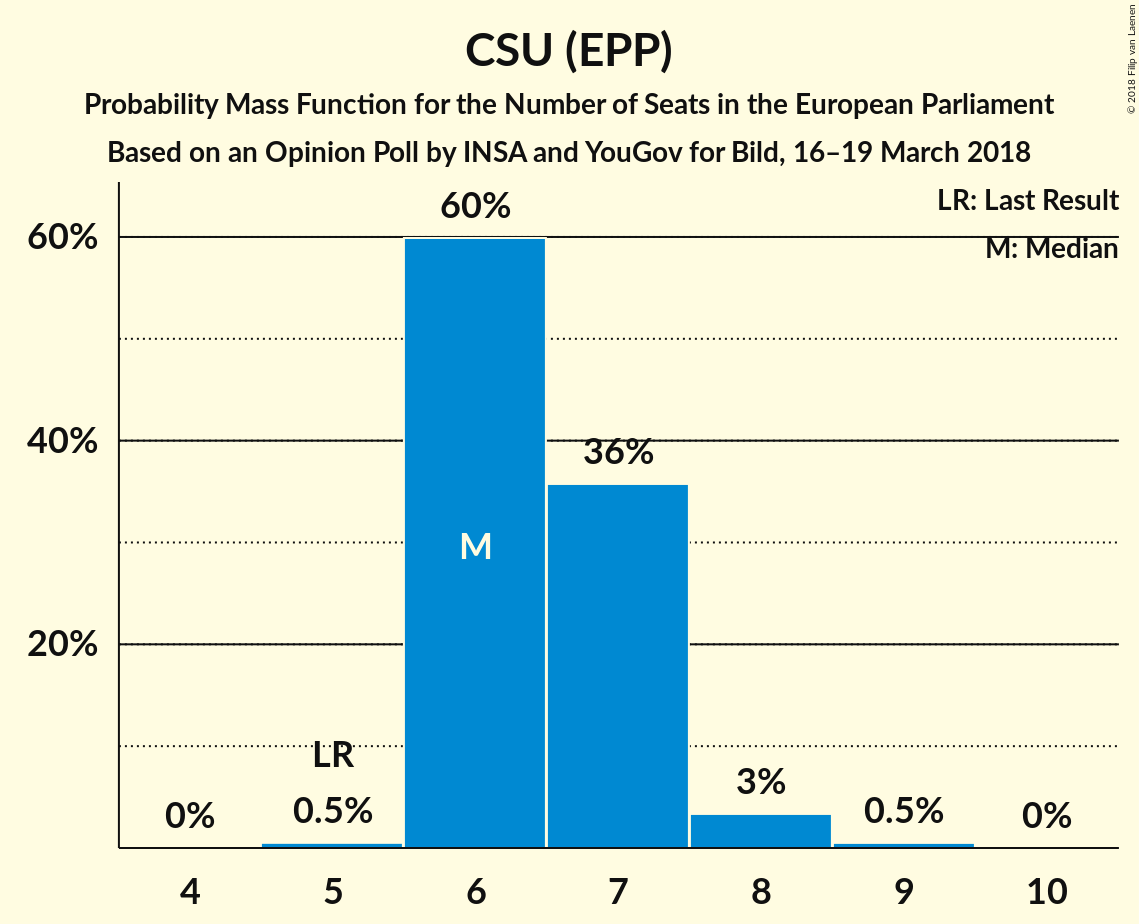 CSU (EPP)
Probability Mass Function for the Number of Seats in the European Parliament
Based on an Opinion Poll by INSA and YouGov for Bild, 16–19 March 2018
© 2018 Filip van Laenen
LR: Last Result
M: Median
60%
40%
20%
0%
LR
0.5%
60%
M
36%
3%
0.5%
0%
4 5 6 7 8 9 10